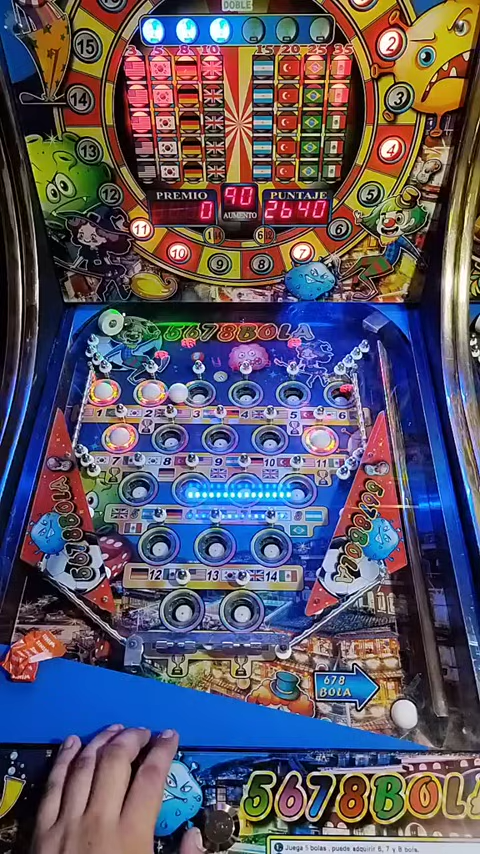 DOBLE
3 5 8 10 15 20 25 35
15
2
14
3
13
4
12
5
11
6
10
9
8
7
PREMIO 90 PUNTAJE
0 AUMENTO 2640
5678BOLA
1 2 3 4 5 6
7 8 9 10 11
12 13 14
5678BOLA
5678BOLA
678
BOLA
5678BOLA
1. Juega 5 bolas, puede adquirir 6, 7 y 8 bola.